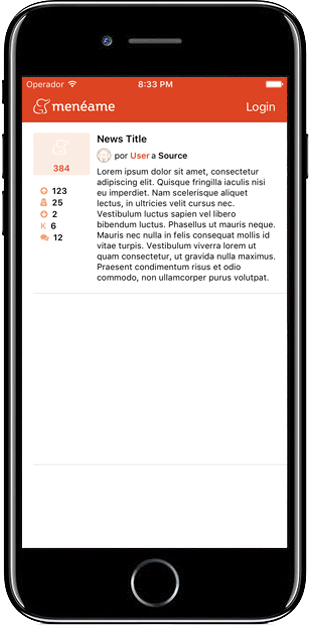 Operador 8:33 PM
menéame Login
News Title
384
por User a Source
Lorem ipsum dolor sit amet, consectetur
adipiscing elit. Quisque fringilla iaculis nisi
eu imperdiet. Nam scelerisque aliquet
lectus, in ultricies velit cursus nec.
Vestibulum luctus sapien vel libero
bibendum luctus. Phasellus ut mauris neque.
Mauris nec nulla in felis consequat mollis id
vitae turpis. Vestibulum viverra lorem ut
quam consectetur, ut gravida nulla maximus.
Praesent condimentum risus et odio
commodo, non ullamcorper purus volutpat.
123
25
2
K 6
12